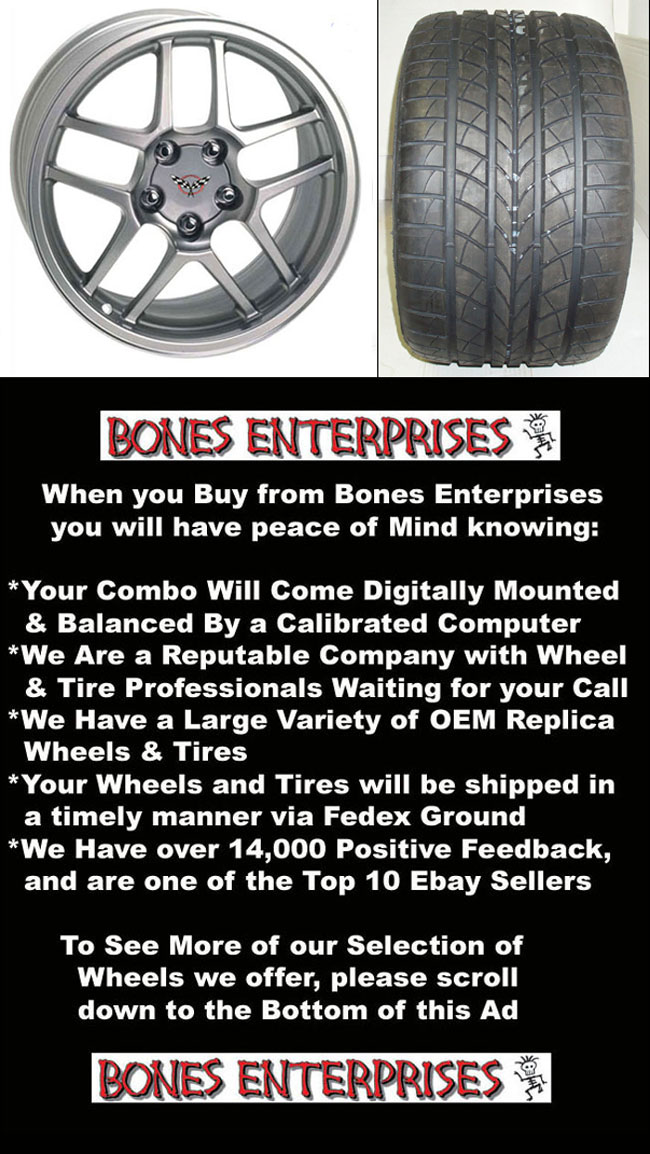 BONES ENTERPRISES
When you Buy from Bones Enterprises
you will have peace of Mind knowing:
*Your Combo Will Come Digitally Mounted
& Balanced By a Calibrated Computer
*We Are a Reputable Company with Wheel
& Tire Professionals Waiting for your Call
*We Have a Large Variety of OEM Replica
Wheels & Tires
*Your Wheels and Tires will be shipped in
a timely manner via Fedex Ground
*We Have over 14,000 Positive Feedback,
and are one of the Top 10 Ebay Sellers
To See More of our Selection of
Wheels we offer, please scroll
down to the Bottom of this Ad
BONES ENTERPRISES